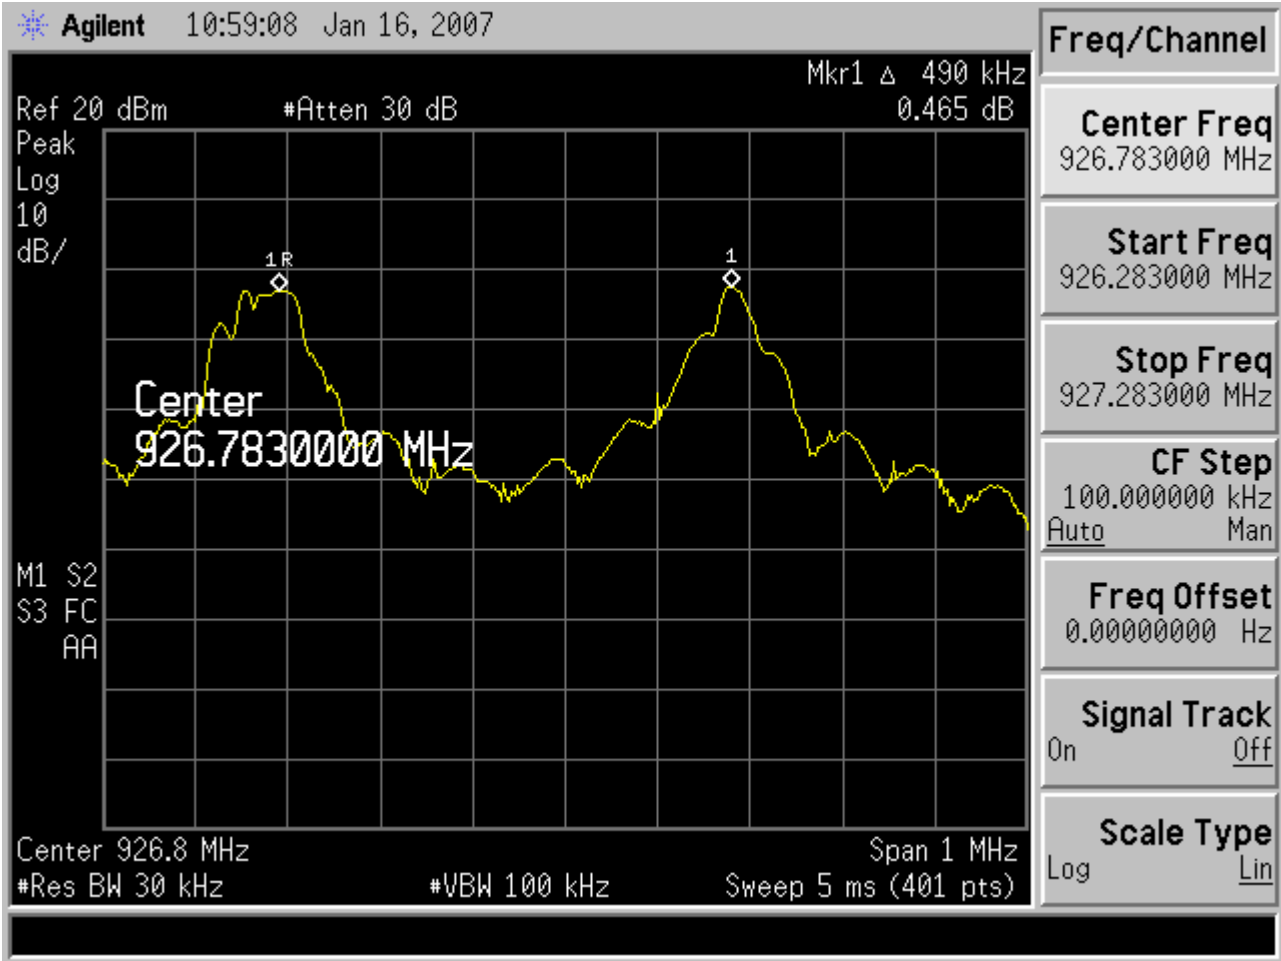 Agilent 10:59:08 Jan 16, 2007
Mkr1 Δ 490 kHz
Ref 20 dBm #Atten 30 dB 0.465 dB
Peak
Log
10
dB/
1R
1
Center
926.7830000 MHz
M1 S2
S3 FC
AA
Center 926.8 MHz Span 1 MHz
#Res BW 30 kHz #VBW 100 kHz Sweep 5 ms (401 pts)
Freq/Channel
Center Freq
926.783000 MHz
Start Freq
926.283000 MHz
Stop Freq
927.283000 MHz
CF Step
100.000000 kHz
Auto Man
Freq Offset
0.00000000 Hz
Signal Track
On Off
Scale Type
Log Lin